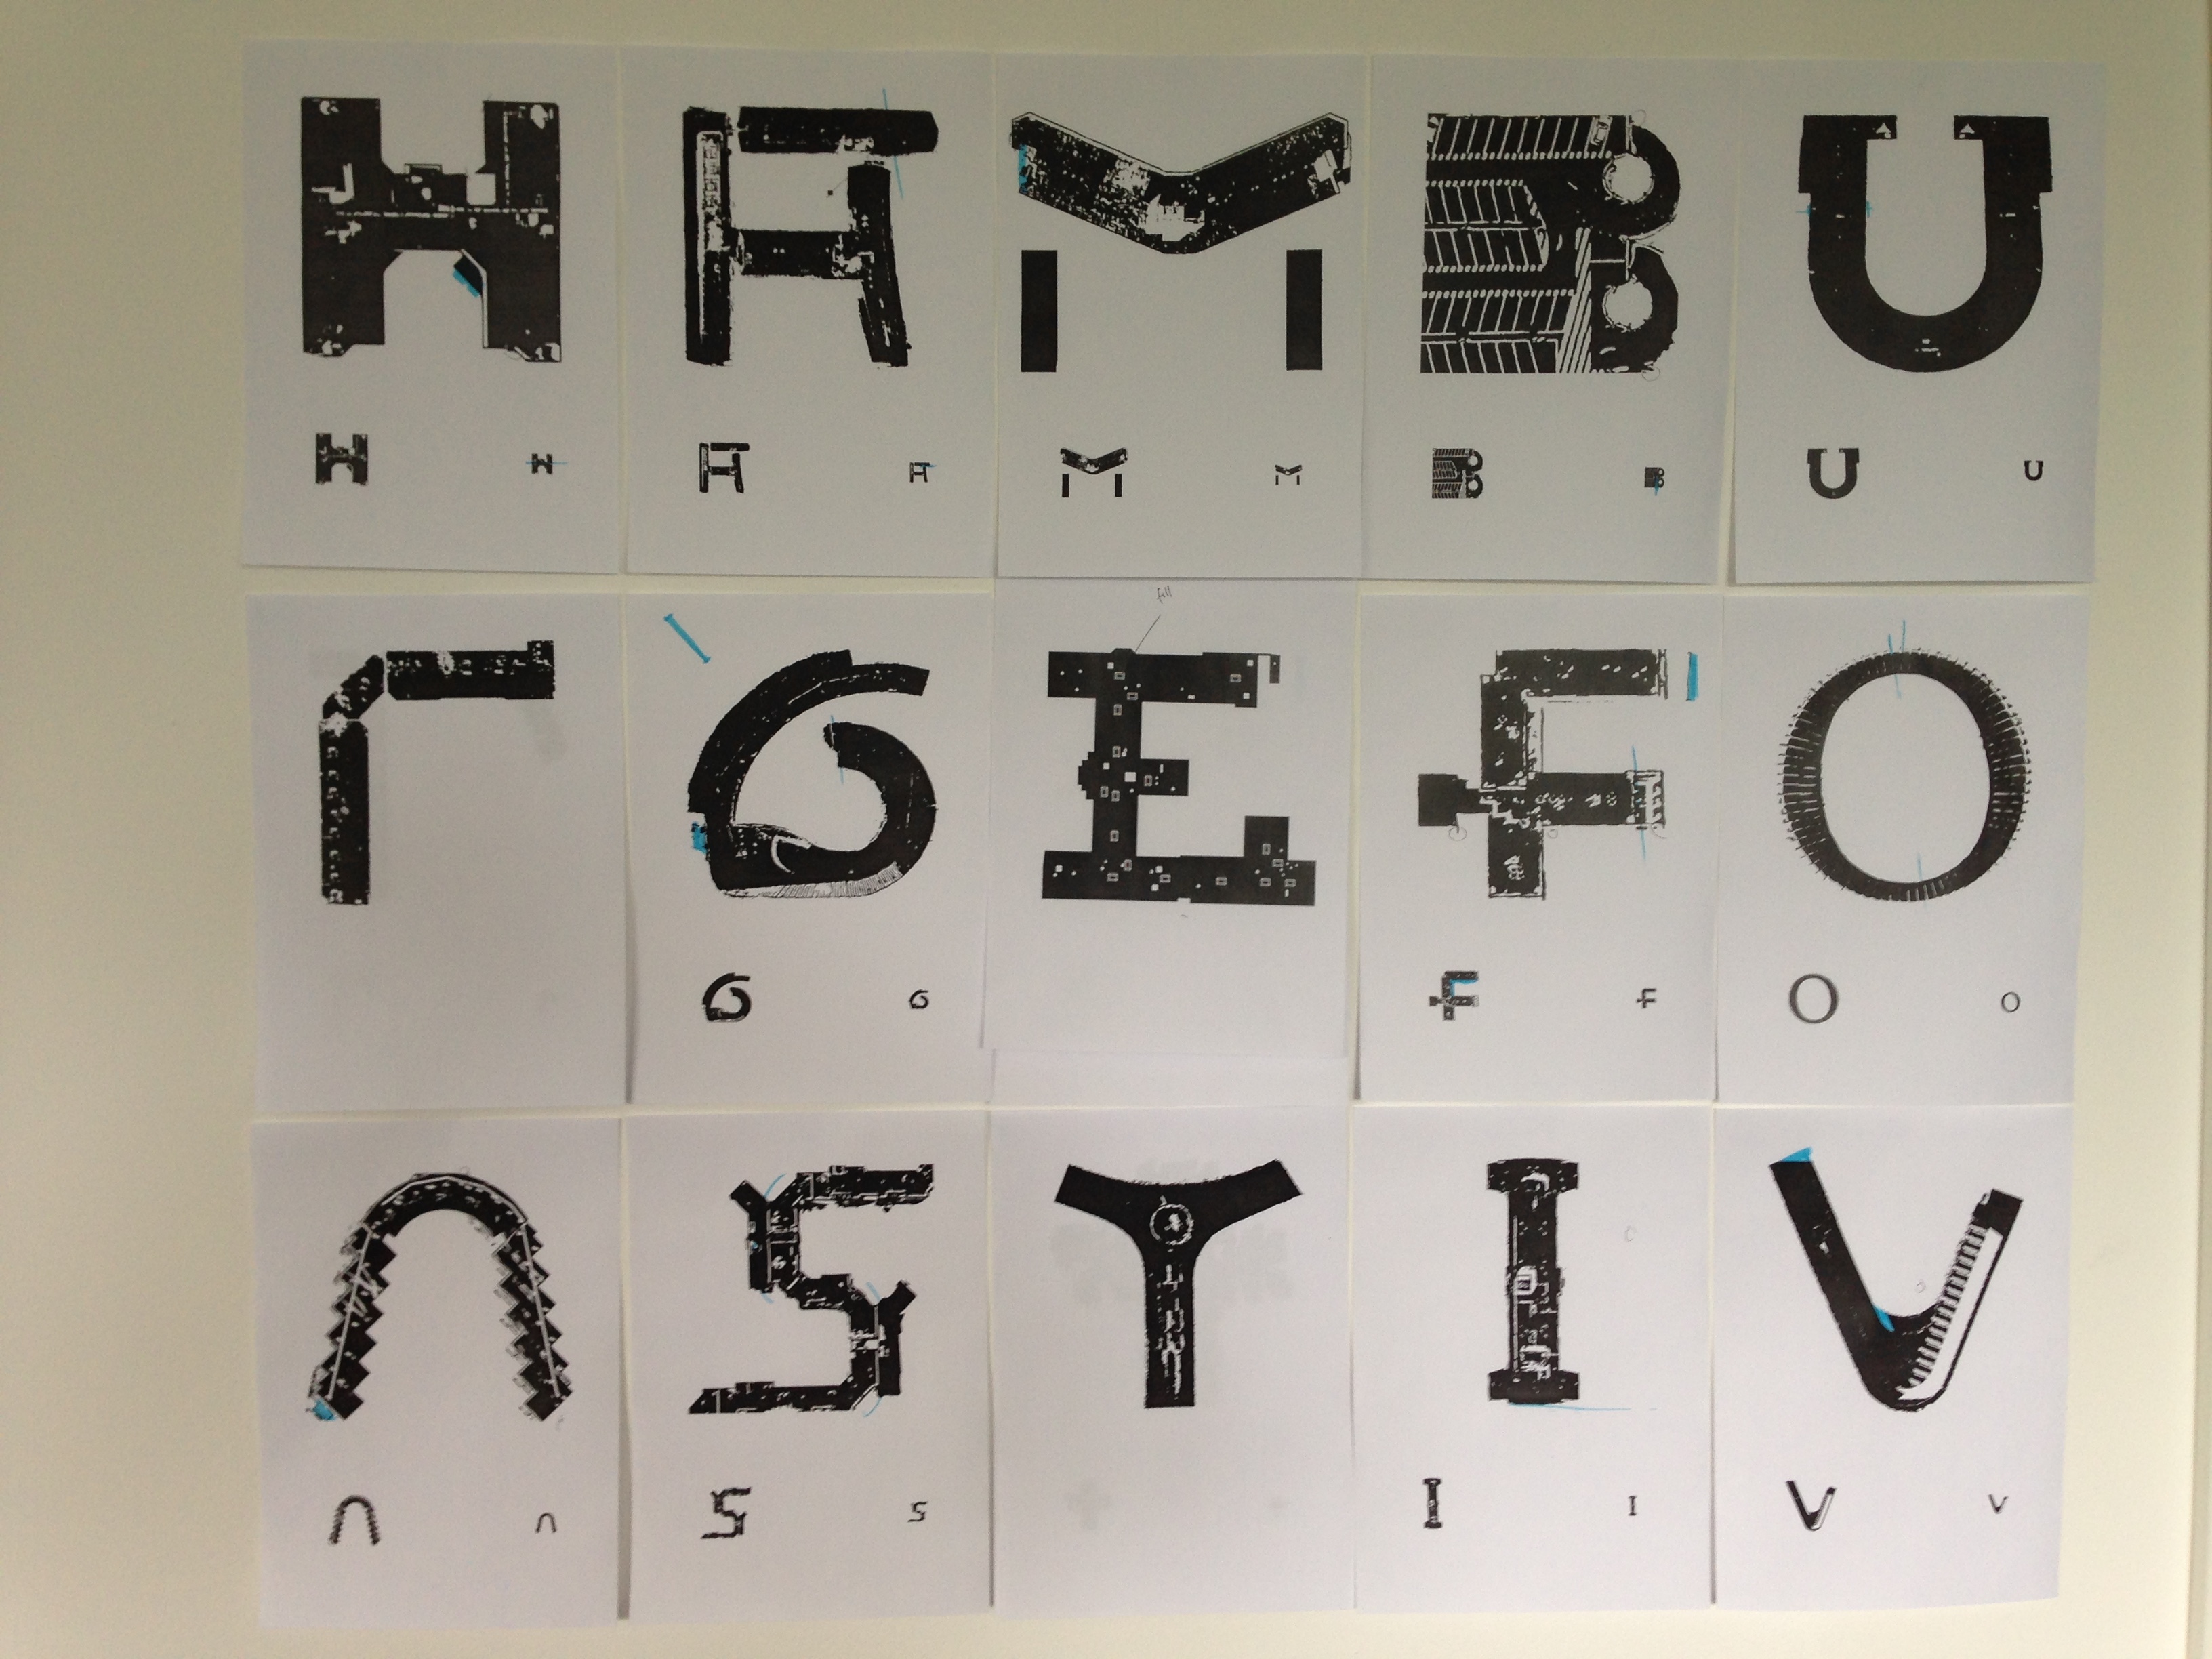 H A M B U
H H A A M M B B U U
fill
r G E F O
G G F F O O
n S T I V
n n S S I I V V